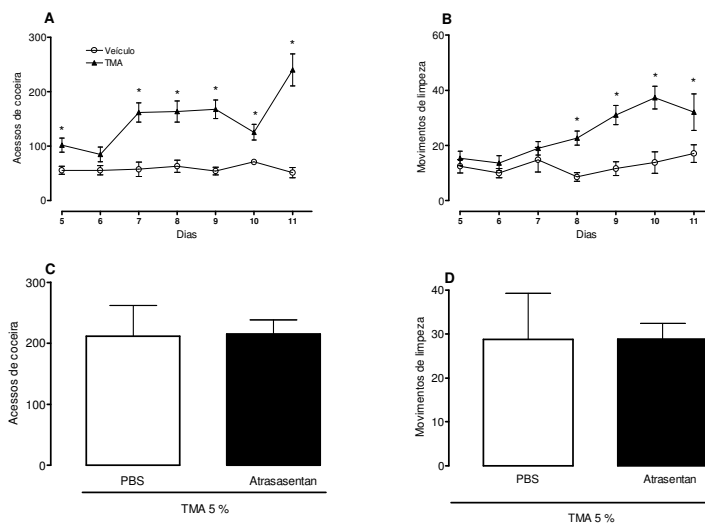 A
Acessos de coceira
300
200
100
0
Veículo
TMA
*
*
*
*
*
*
5 6 7 8 9 10 11
Dias
B
Movimentos de limpeza
60
40
20
0
*
*
*
*
5 6 7 8 9 10 11
Dias
C
Acessos de coceira
300
200
100
0
PBS Atrasasentan
TMA 5 %
D
Movimentos de limpeza
40
30
20
10
0
PBS Atrasentan
TMA 5 %